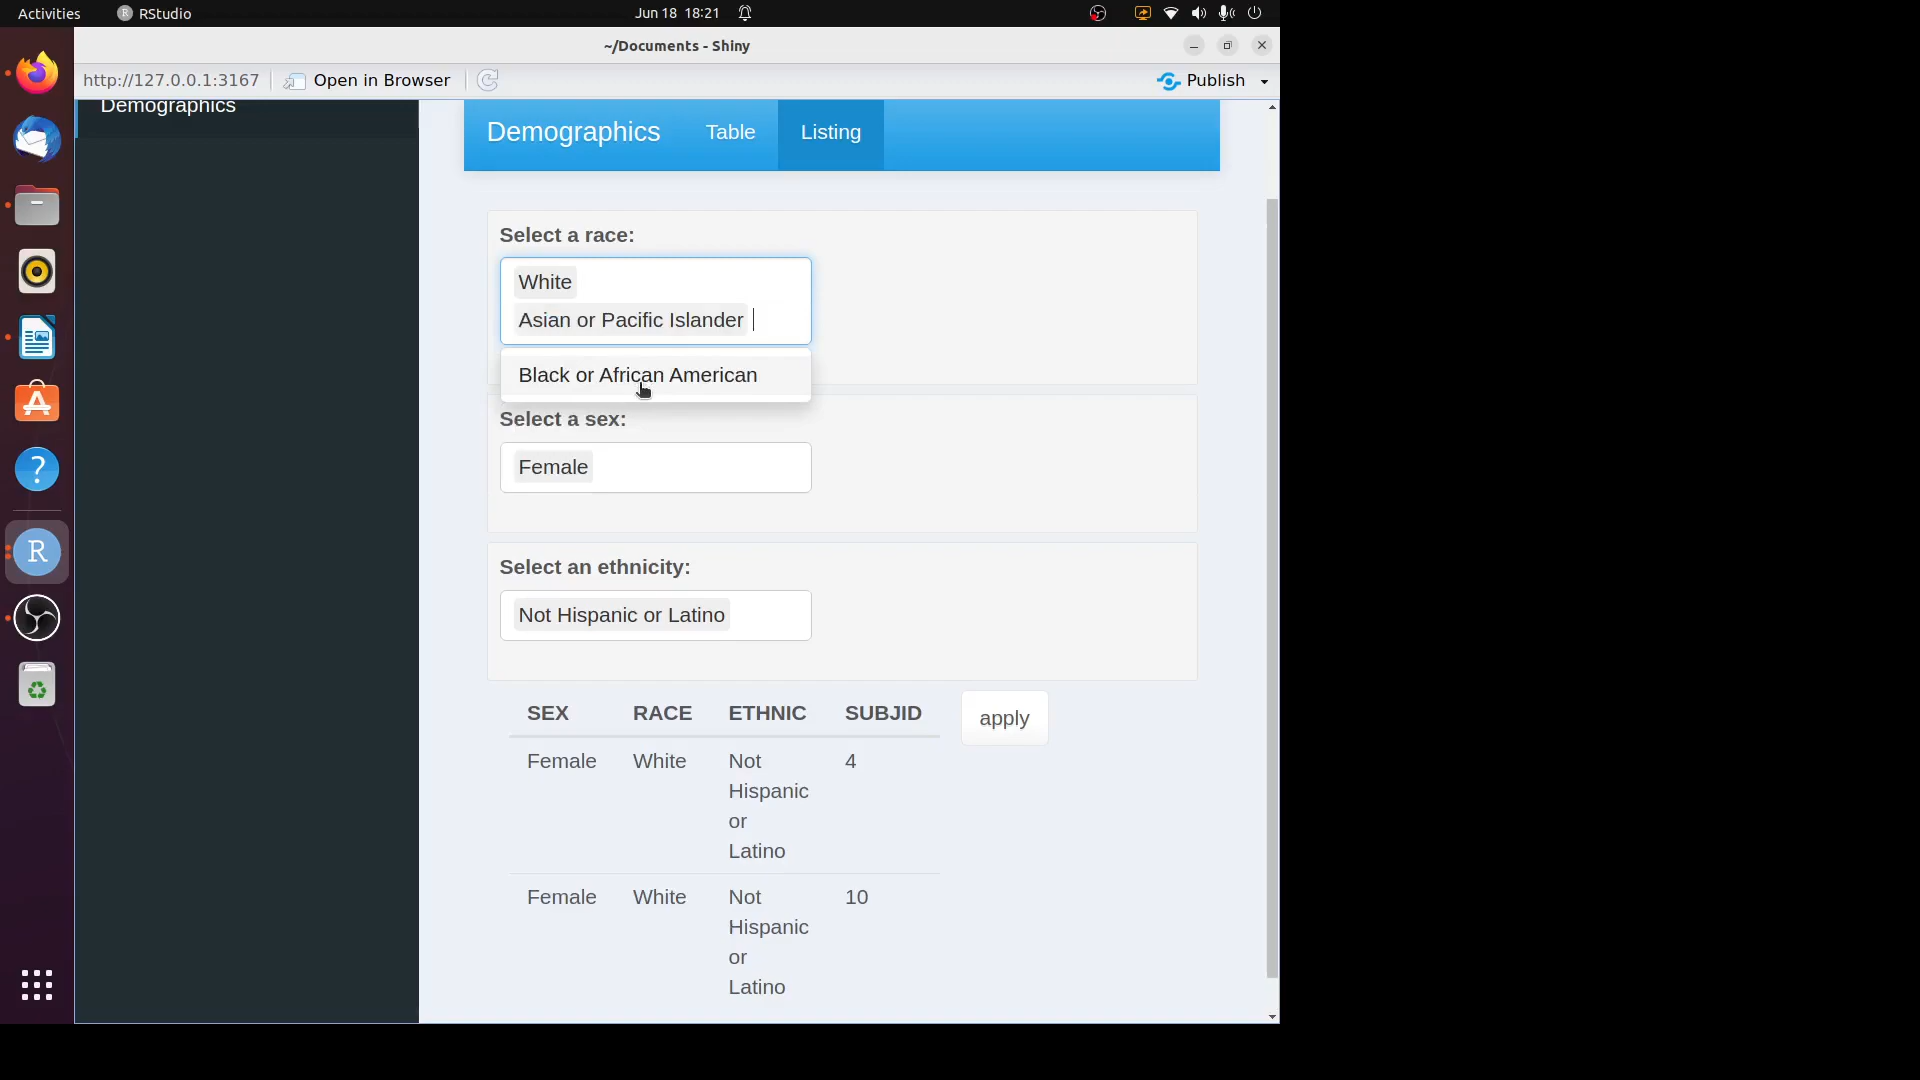 Activities
RStudio
Jun 18 18:21
~/Documents - Shiny
http://127.0.0.1:3167
Open in Browser
Publish
Demographics
Demographics
Table
Listing
Select a race:
White
Asian or Pacific Islander
Black or African American
Select a sex:
Female
Select an ethnicity:
Not Hispanic or Latino
SEX RACE ETHNIC SUBJID
apply
Female White Not 4
Hispanic
or
Latino
Female White Not 10
Hispanic
or
Latino